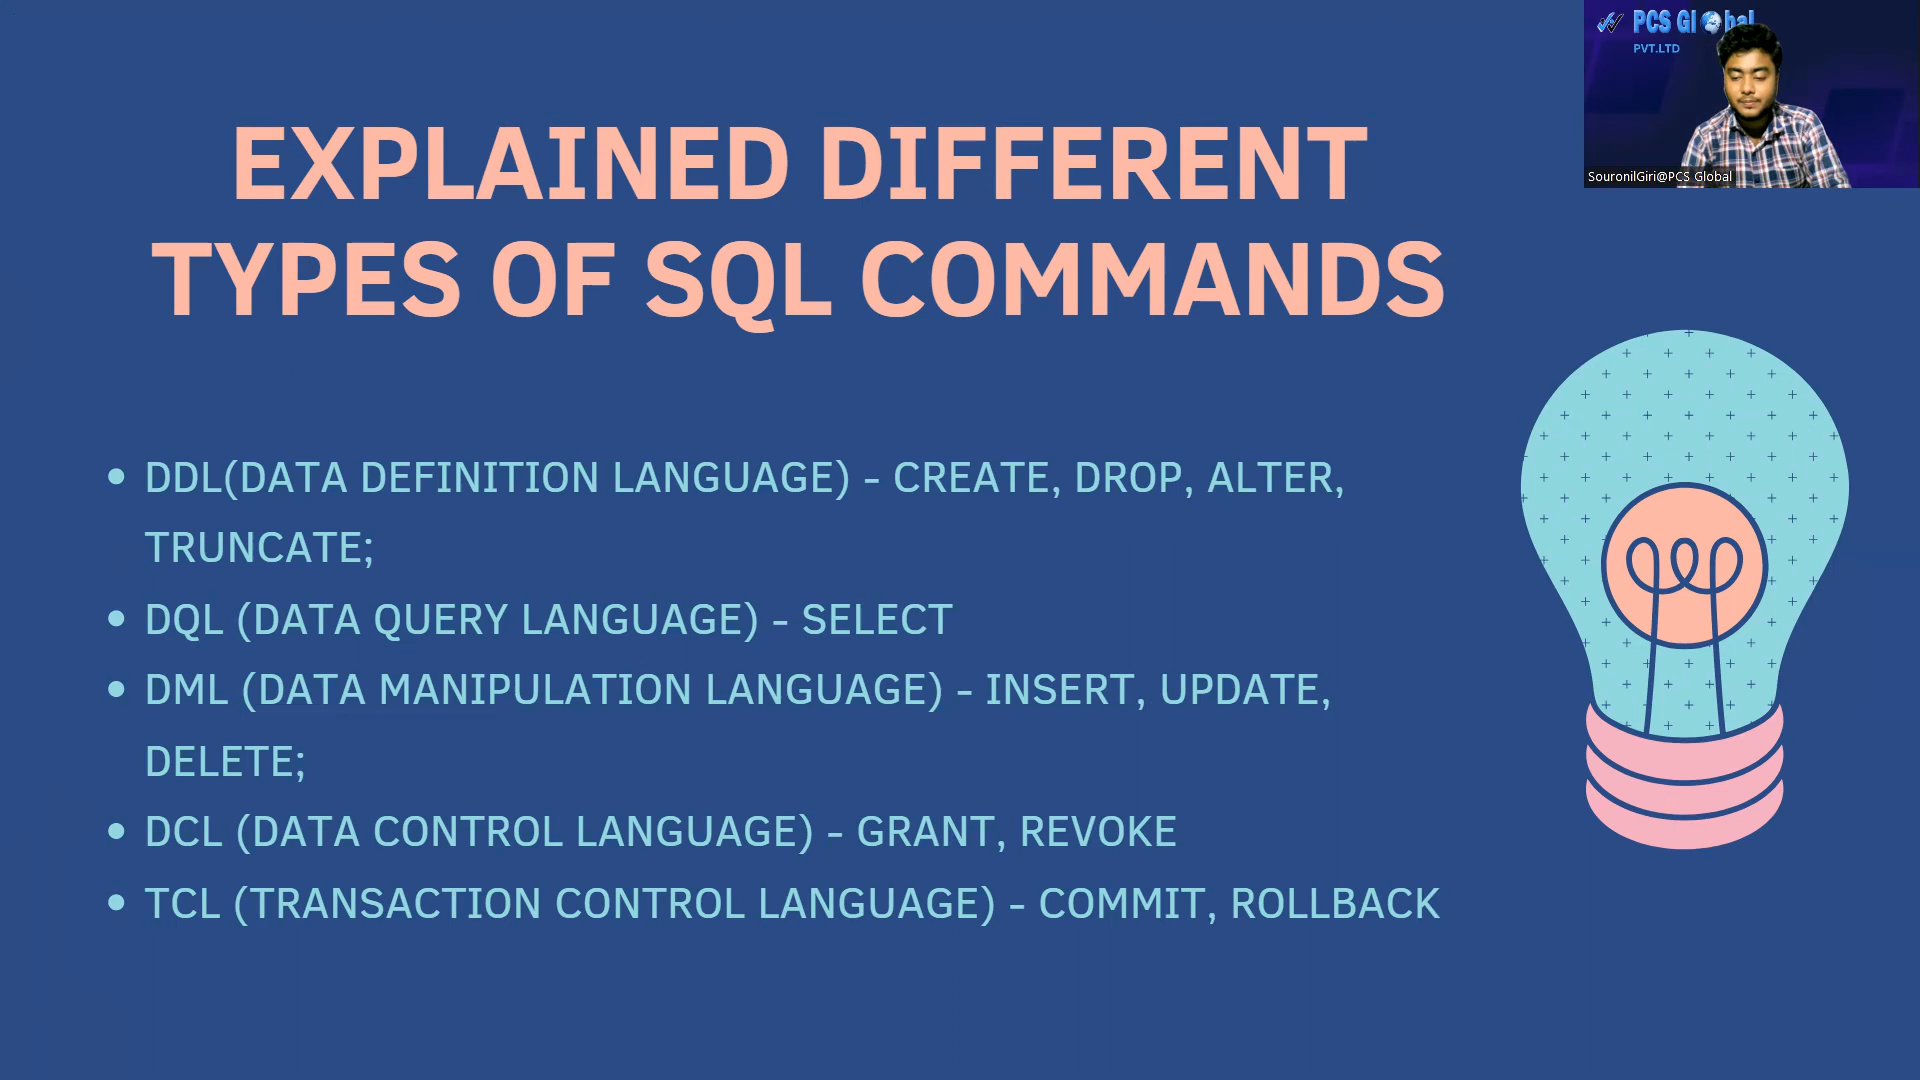 PCS Global
PVT.LTD
SouronilGiri@PCS Global
EXPLAINED DIFFERENT
TYPES OF SQL COMMANDS
• DDL(DATA DEFINITION LANGUAGE) - CREATE, DROP, ALTER,
TRUNCATE;
• DQL (DATA QUERY LANGUAGE) - SELECT
• DML (DATA MANIPULATION LANGUAGE) - INSERT, UPDATE,
DELETE;
• DCL (DATA CONTROL LANGUAGE) - GRANT, REVOKE
• TCL (TRANSACTION CONTROL LANGUAGE) - COMMIT, ROLLBACK